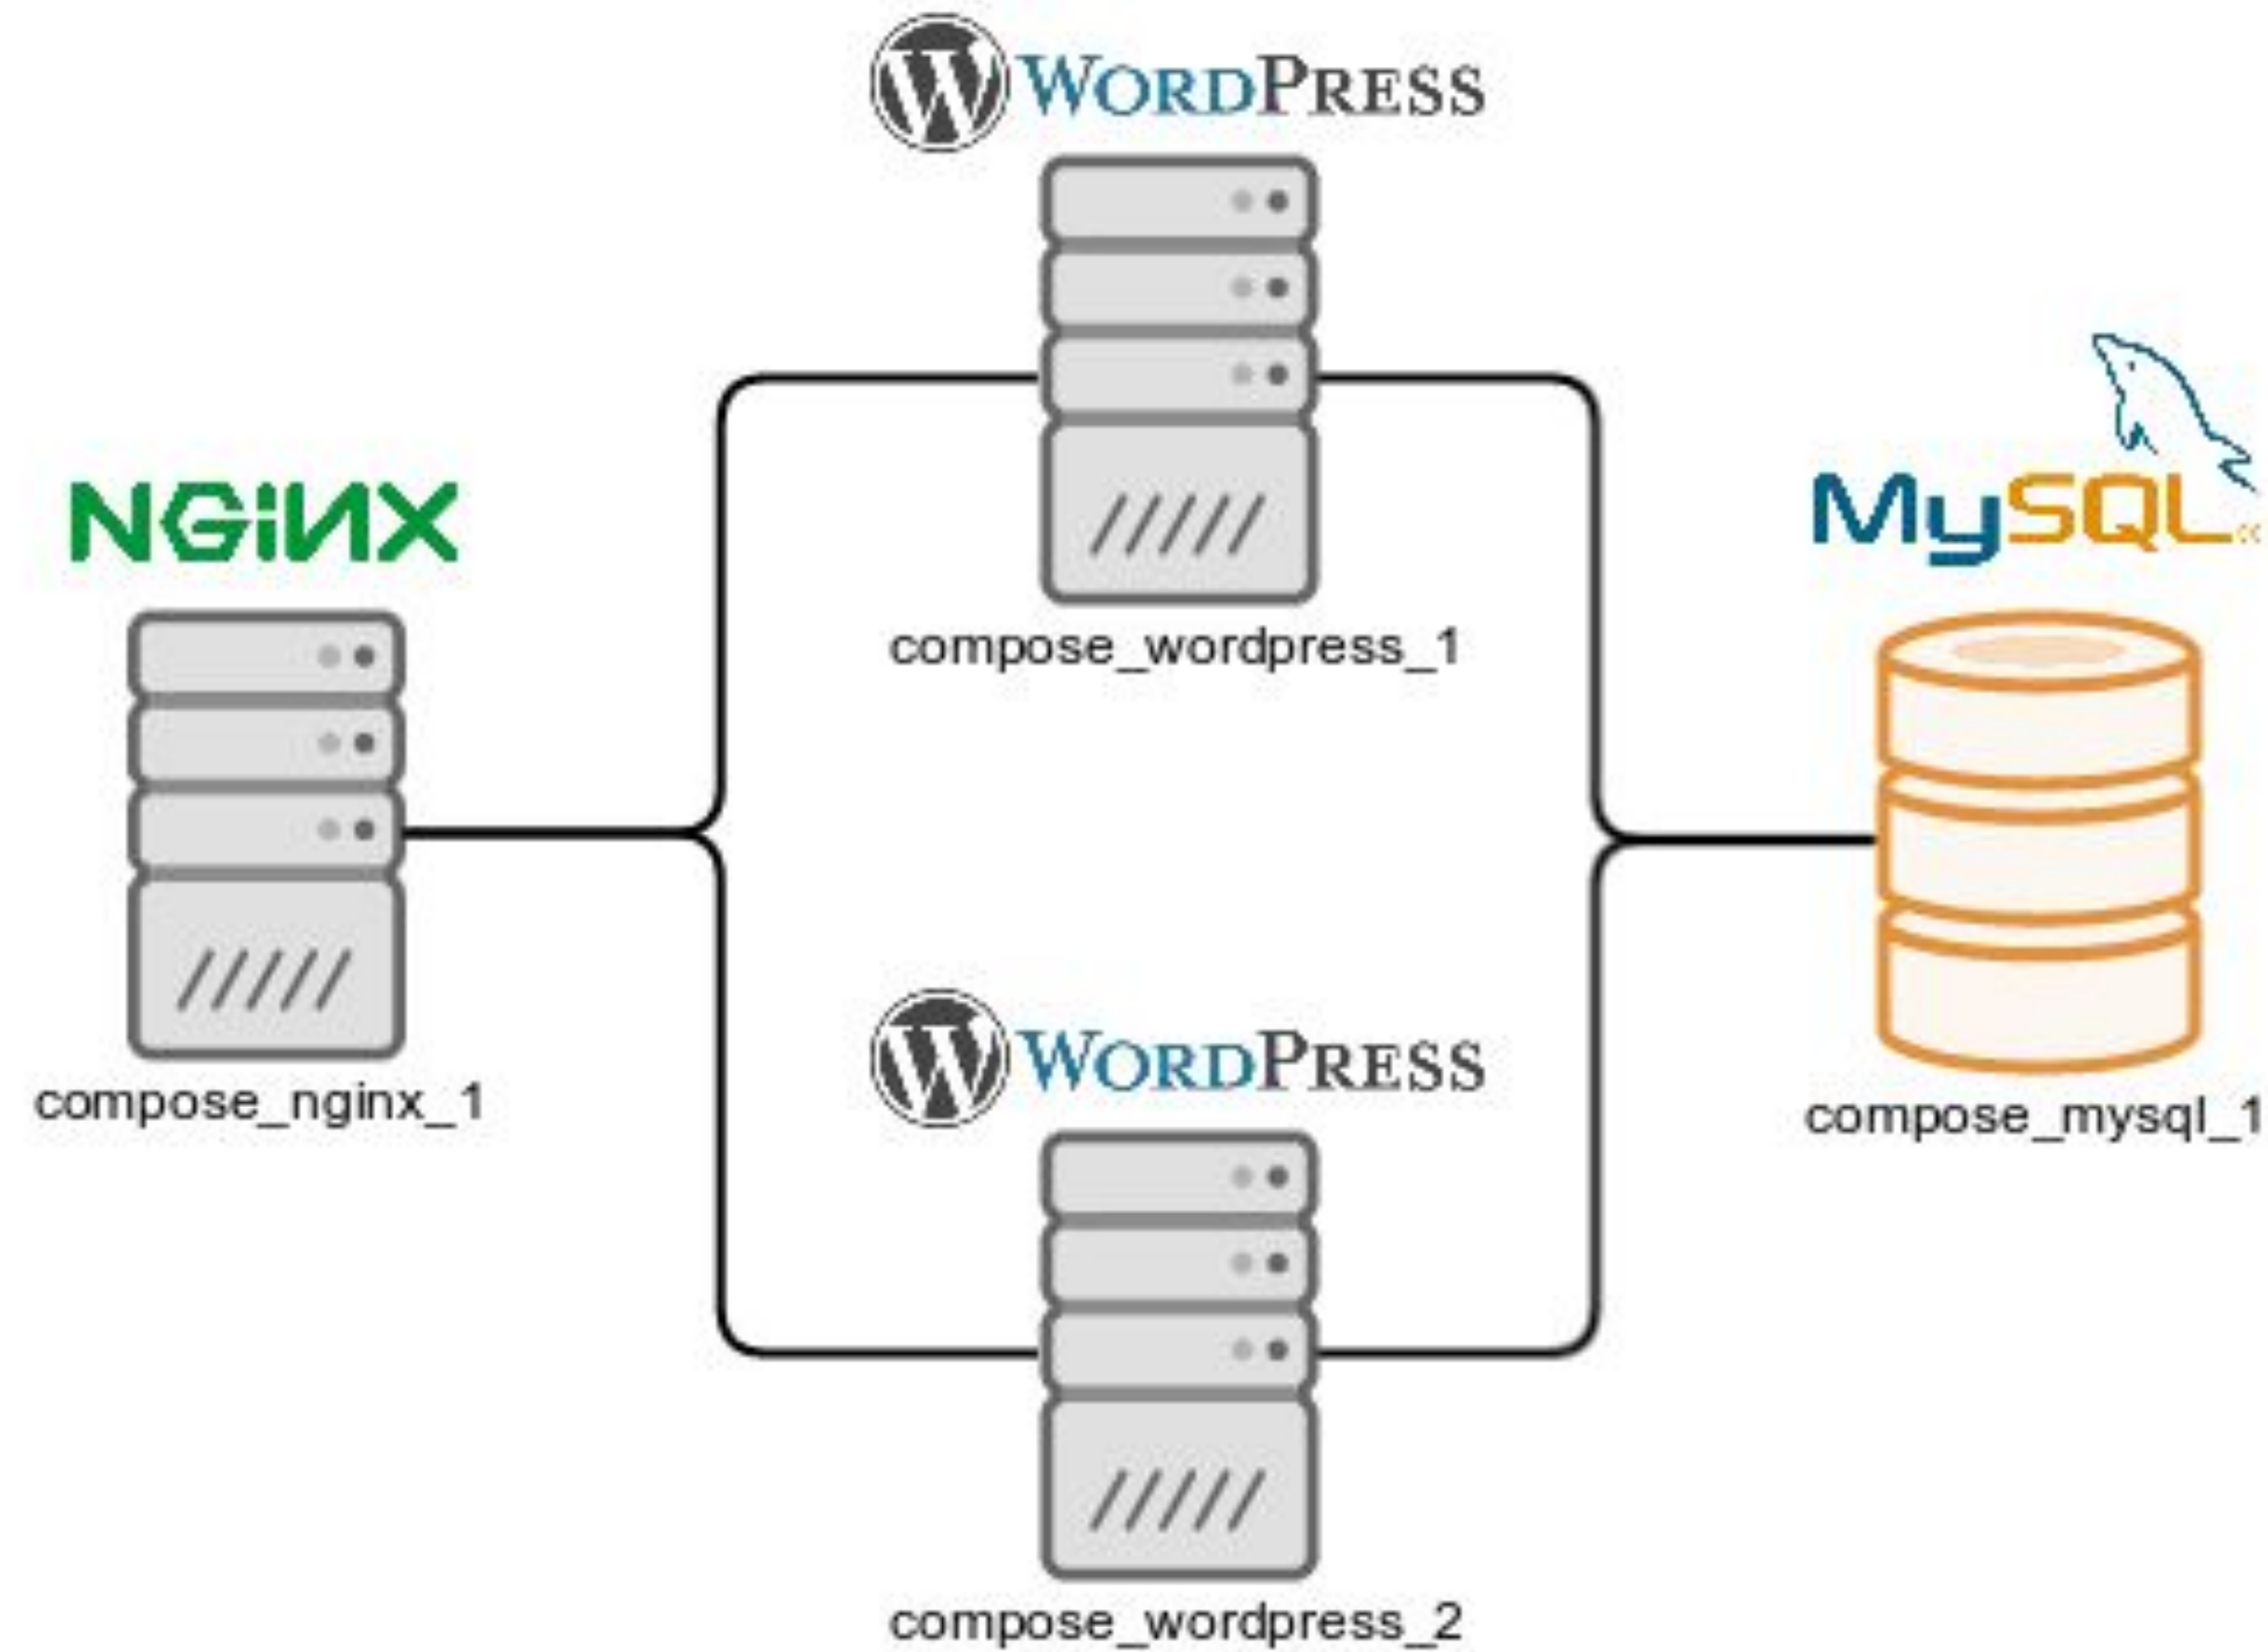 WORDPRESS
compose_wordpress_1
NGiNX
compose_nginx_1
MySQL
compose_mysql_1
WORDPRESS
compose_wordpress_2